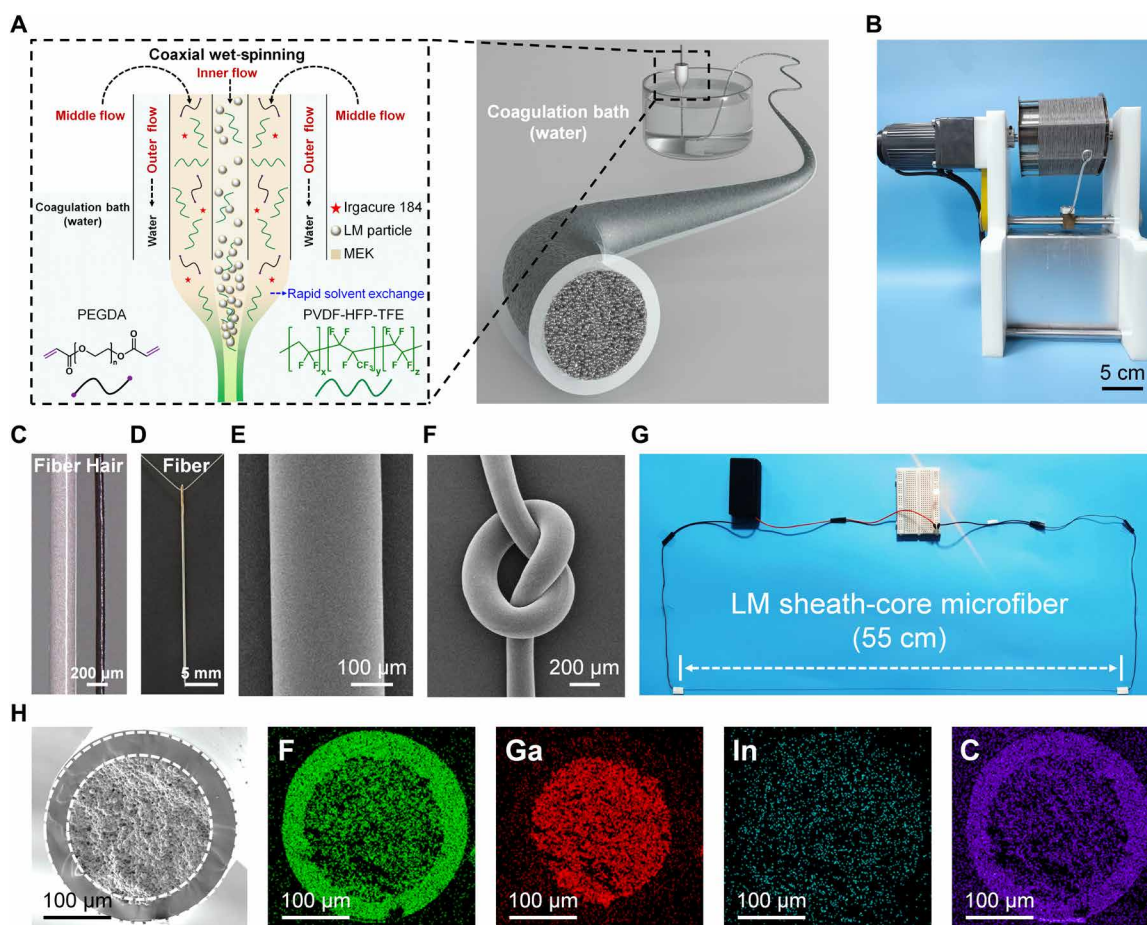 A
Coaxial wet-spinning
Inner flow
Middle flow
Middle flow
Outer flow
Outer flow
Coagulation bath
(water)
Water
Water
Irgacure 184
LM particle
MEK
Rapid solvent exchange
PEGDA
PVDF-HFP-TFE
O
O
O
O
n
F
F
F
F
F
F
F
F
F
CF3
F
F
F
F
x
y
z
Coagulation bath
(water)
B
5 cm
C
Fiber Hair
200 μm
D
Fiber
5 mm
E
100 μm
F
200 μm
G
LM sheath-core microfiber
(55 cm)
H
100 μm
F
100 μm
Ga
100 μm
In
100 μm
C
100 μm